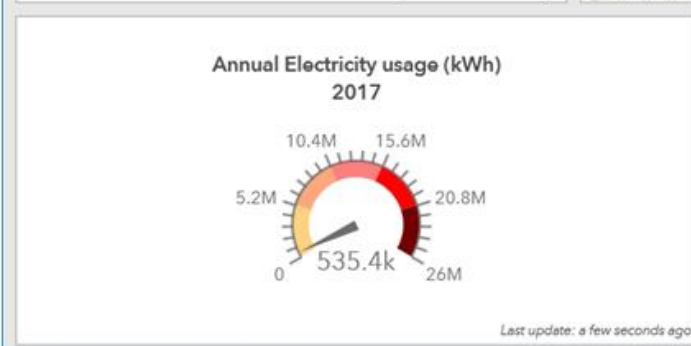 Annual Electricity usage (kWh)
2017
10.4M 15.6M
5.2M 20.8M
535.4k
0 26M
Last update: a few seconds ago